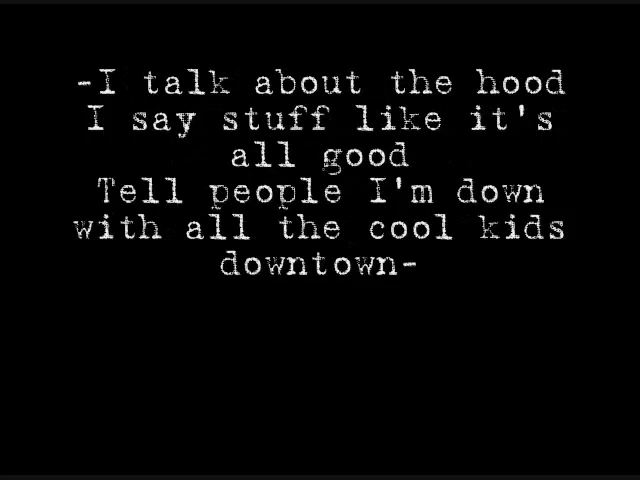 -I talk about the hood
I say stuff like it's
all good
Tell people I'm down
with all the cool kids
downtown-